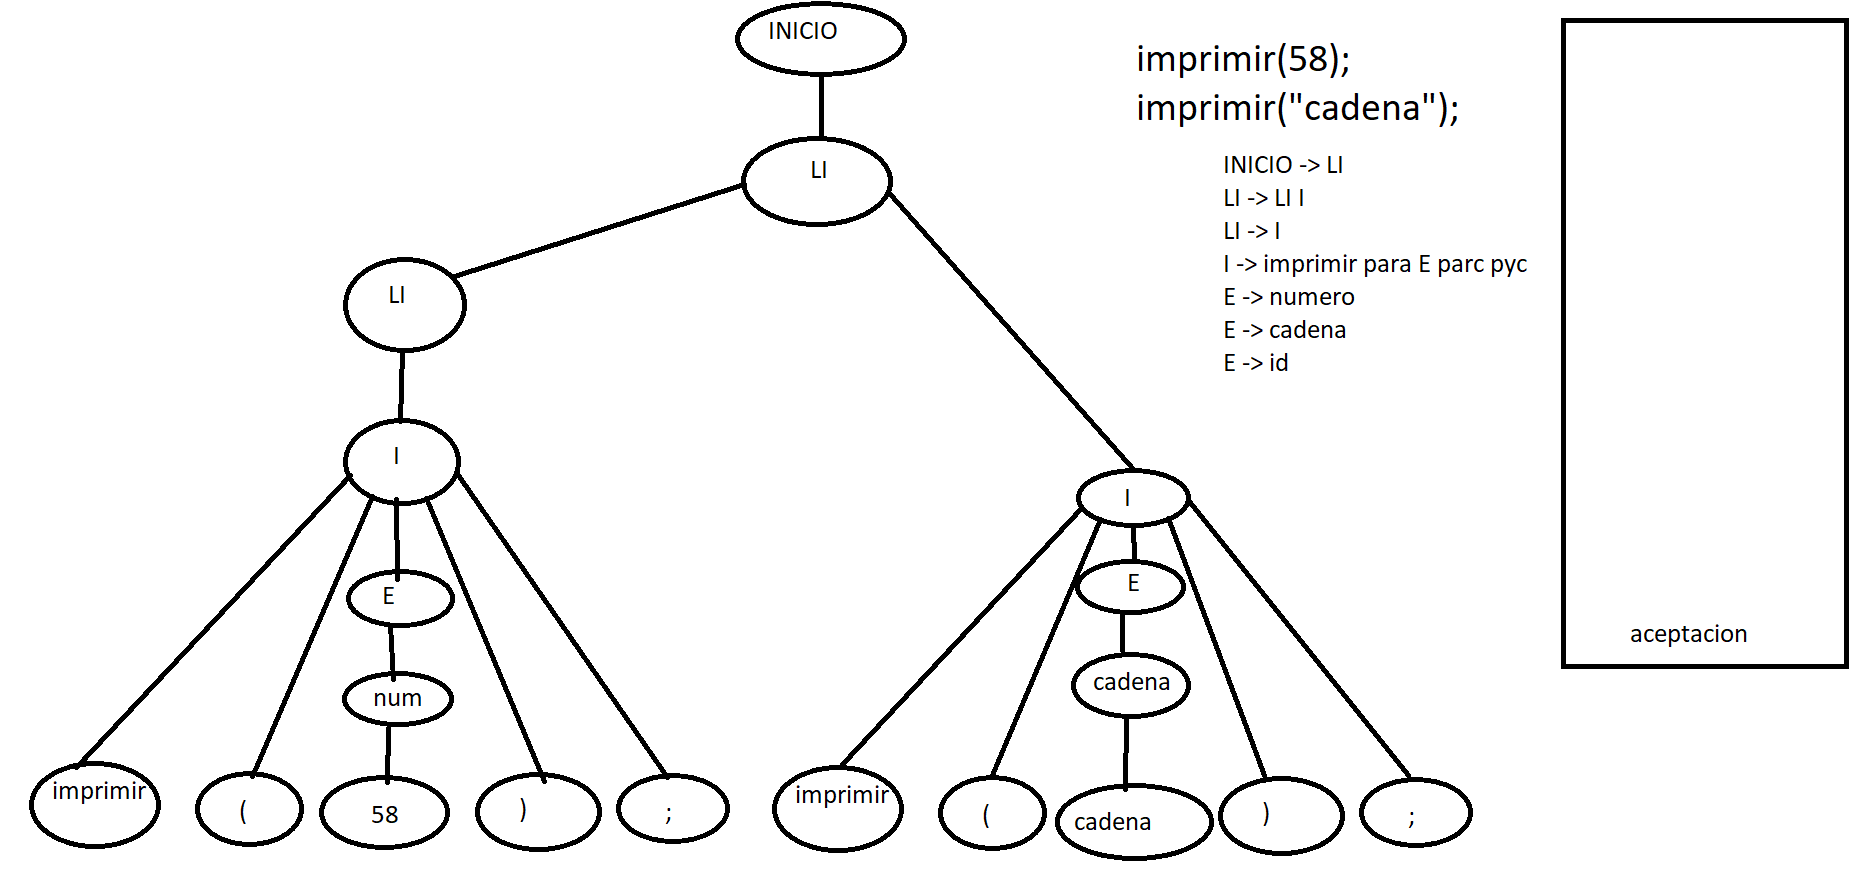 INICIO
imprimir(58);
imprimir("cadena");
INICIO -> LI
LI -> LI I
LI -> I
I -> imprimir para E parc pyc
E -> numero
E -> cadena
E -> id
LI
LI
I
I
E
E
num
cadena
aceptacion
imprimir
(
58
)
;
imprimir
(
cadena
)
;